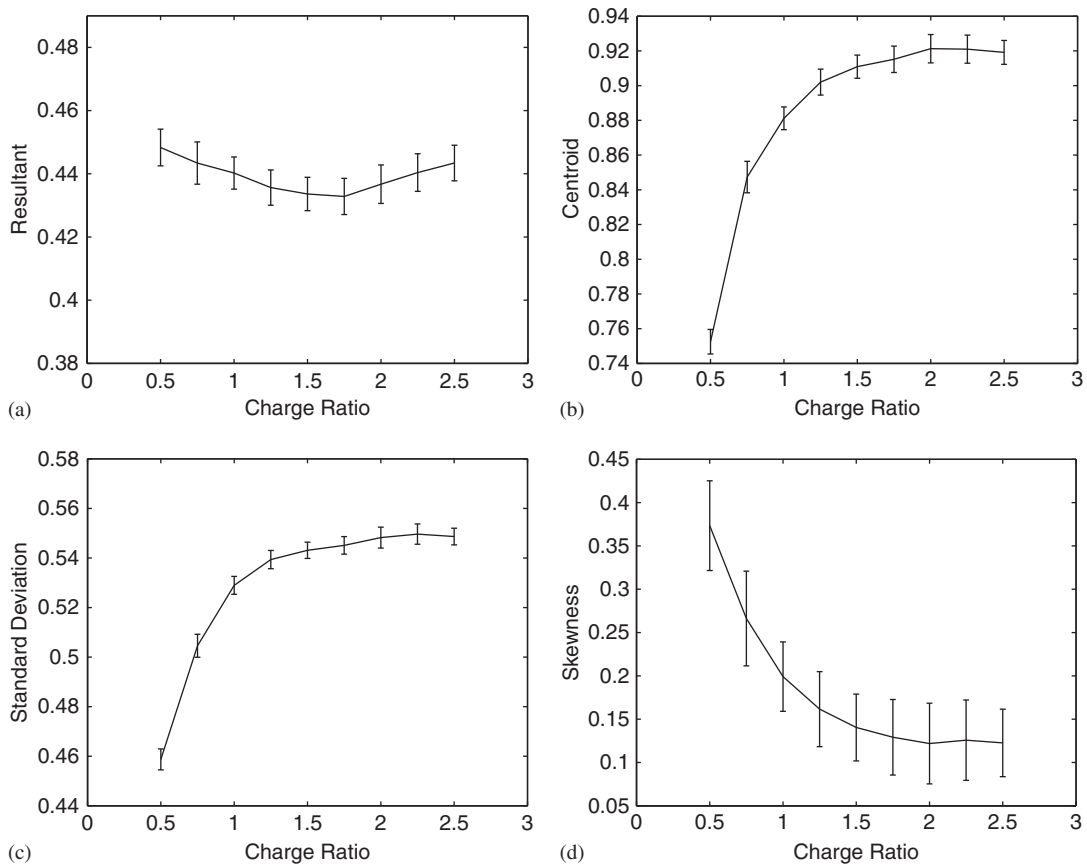 0.48
0.46
0.44
0.42
0.4
0.38
Resultant
0 0.5 1 1.5 2 2.5 3
Charge Ratio
(a)
0.94
0.92
0.9
0.88
0.86
0.84
0.82
0.8
0.78
0.76
0.74
Centroid
0 0.5 1 1.5 2 2.5 3
Charge Ratio
(b)
0.58
0.56
0.54
0.52
0.5
0.48
0.46
0.44
Standard Deviation
0 0.5 1 1.5 2 2.5 3
Charge Ratio
(c)
0.45
0.4
0.35
0.3
0.25
0.2
0.15
0.1
0.05
Skewness
0 0.5 1 1.5 2 2.5 3
Charge Ratio
(d)